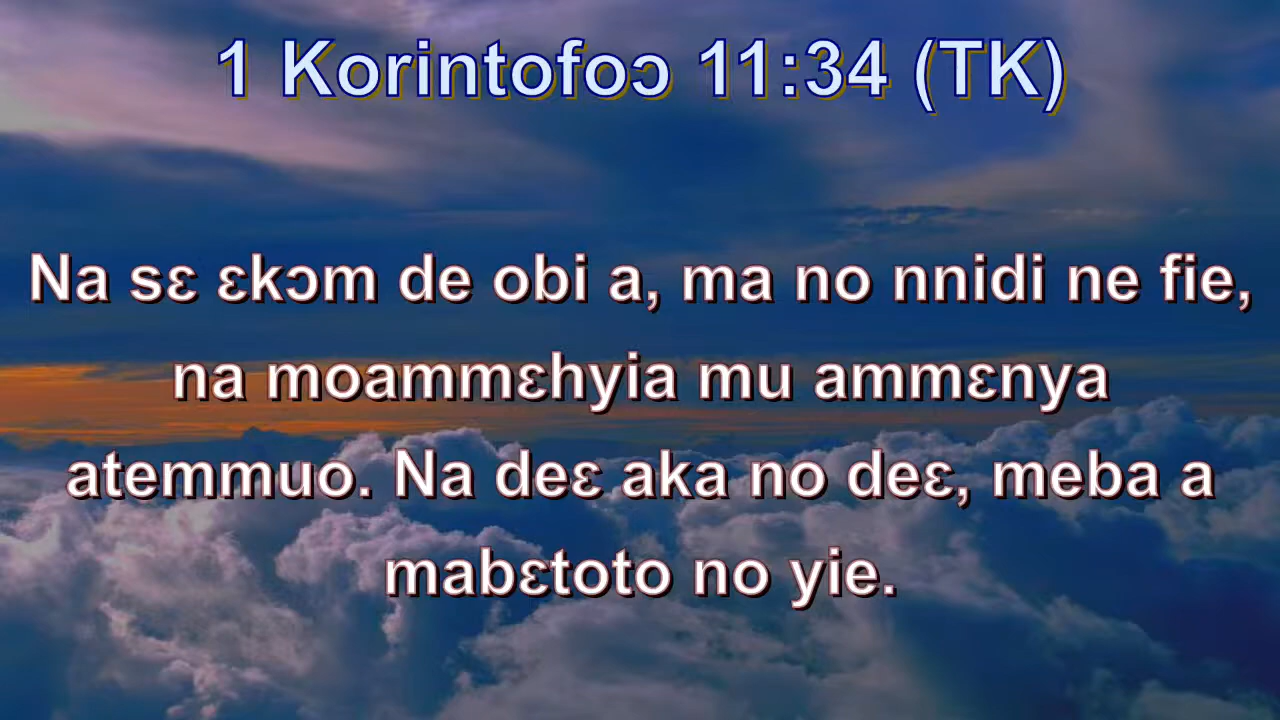 1 Korintofoɔ 11:34 (TK)
Na sɛ ɛkɔm de obi a, ma no nnidi ne fie,
na moammɛhyia mu ammɛnya
atemmuo. Na deɛ aka no deɛ, meba a
mabɛtoto no yie.